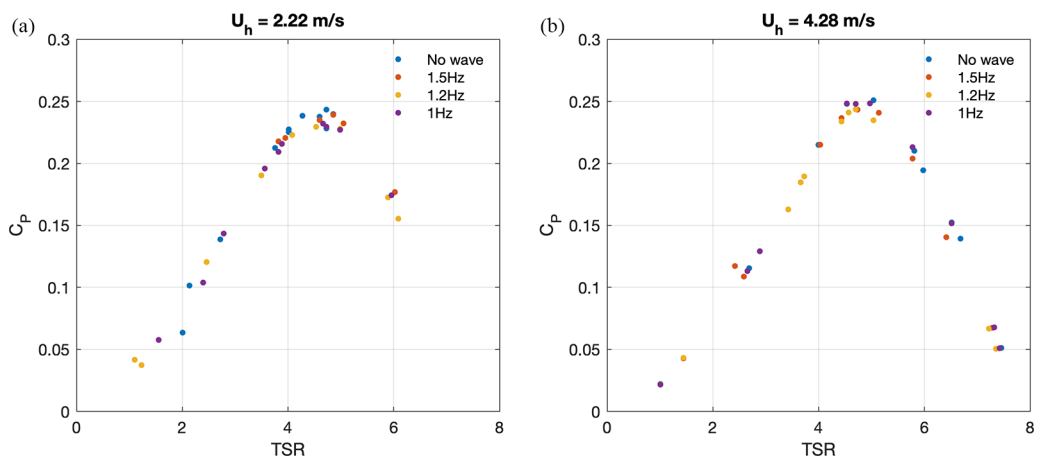 (a)
U_h = 2.22 m/s
0.3
0.25
0.2
0.15
0.1
0.05
0
C_P
0 2 4 6 8
TSR
No wave
1.5Hz
1.2Hz
1Hz
(b)
U_h = 4.28 m/s
0.3
0.25
0.2
0.15
0.1
0.05
0
C_P
0 2 4 6 8
TSR
No wave
1.5Hz
1.2Hz
1Hz